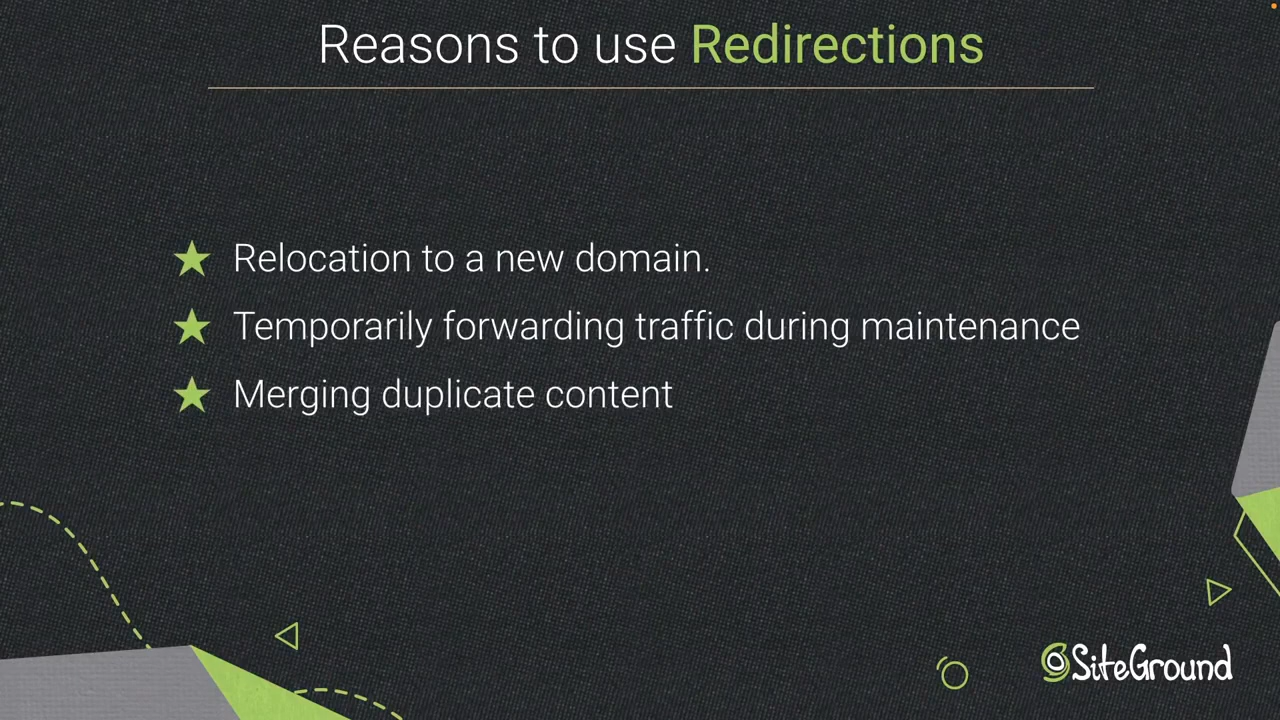 Reasons to use Redirections
Relocation to a new domain.
Temporarily forwarding traffic during maintenance
Merging duplicate content
SiteGround